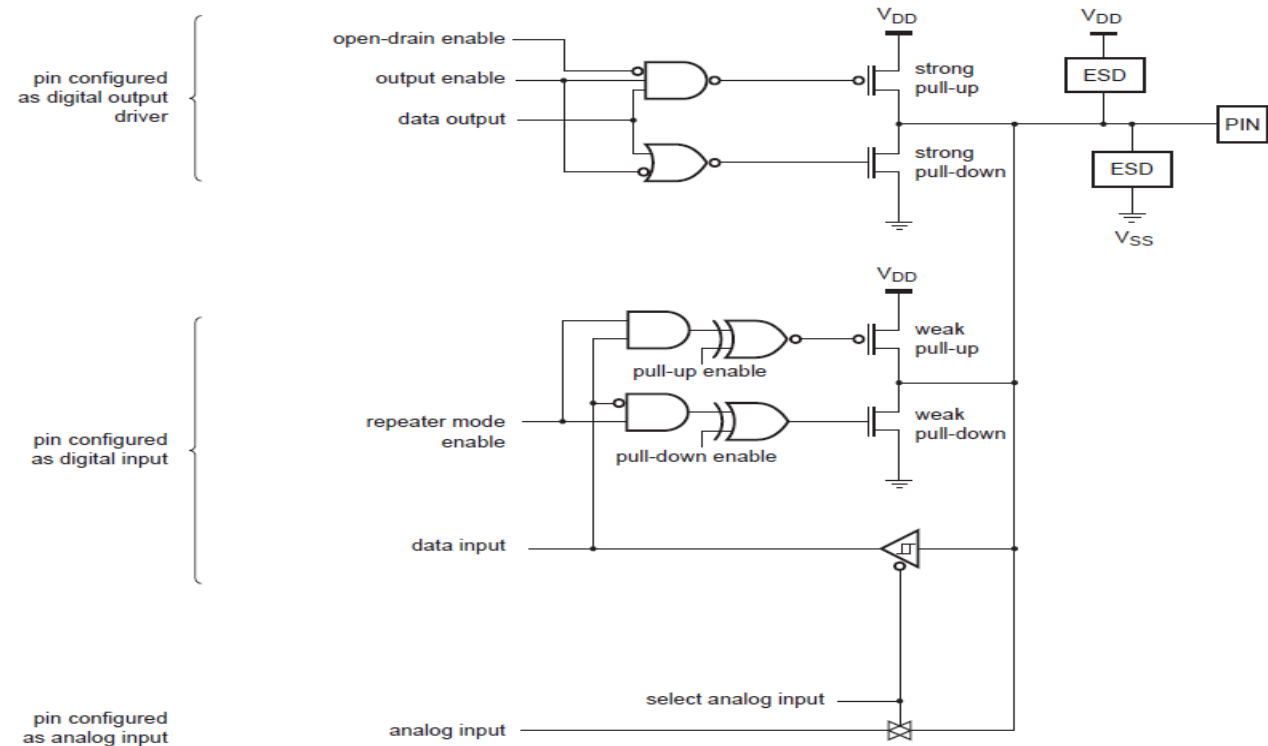 VDD
VDD
open-drain enable
output enable
data output
pin configured
as digital output
driver
strong
pull-up
ESD
PIN
strong
pull-down
ESD
VSS
VDD
weak
pull-up
pull-up enable
repeater mode
enable
pull-down enable
weak
pull-down
pin configured
as digital input
data input
select analog input
analog input
pin configured
as analog input